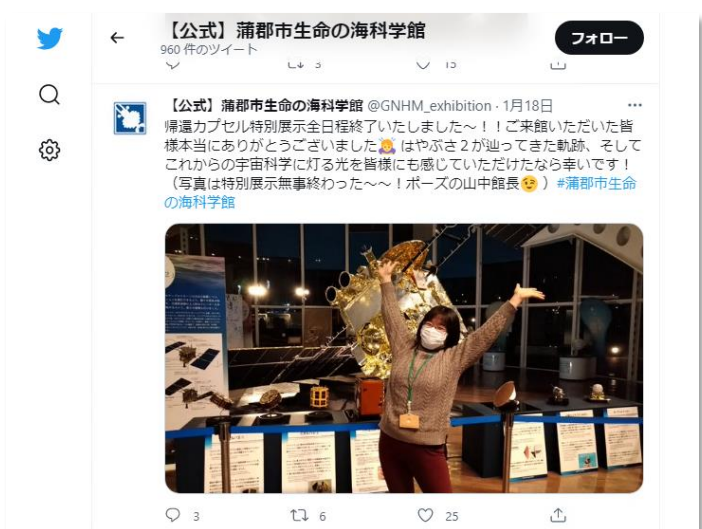 【公式】蒲郡市生命の海科学館
960 件のツイート
フォロー
3 15
【公式】蒲郡市生命の海科学館 @GNHM_exhibition · 1月18日
帰還カプセル特別展示全日程終了いたしました～！！ご来館いただいた皆
様本当にありがとうございました はやぶさ２が辿ってきた軌跡、そして
これからの宇宙科学に灯る光を皆様にも感じていただけたなら幸いです！
（写真は特別展示無事終わった～～！ポーズの山中館長 ）#蒲郡市生命
の海科学館
3 6 25